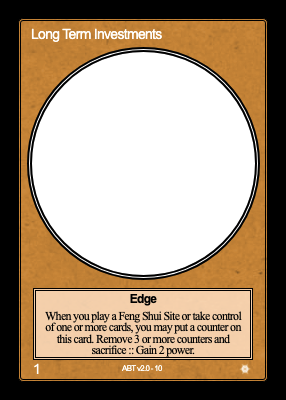 Long Term Investments
Edge
When you play a Feng Shui Site or take control
of one or more cards, you may put a counter on
this card. Remove 3 or more counters and
sacrifice :: Gain 2 power.
1
ABT v2.0 - 10